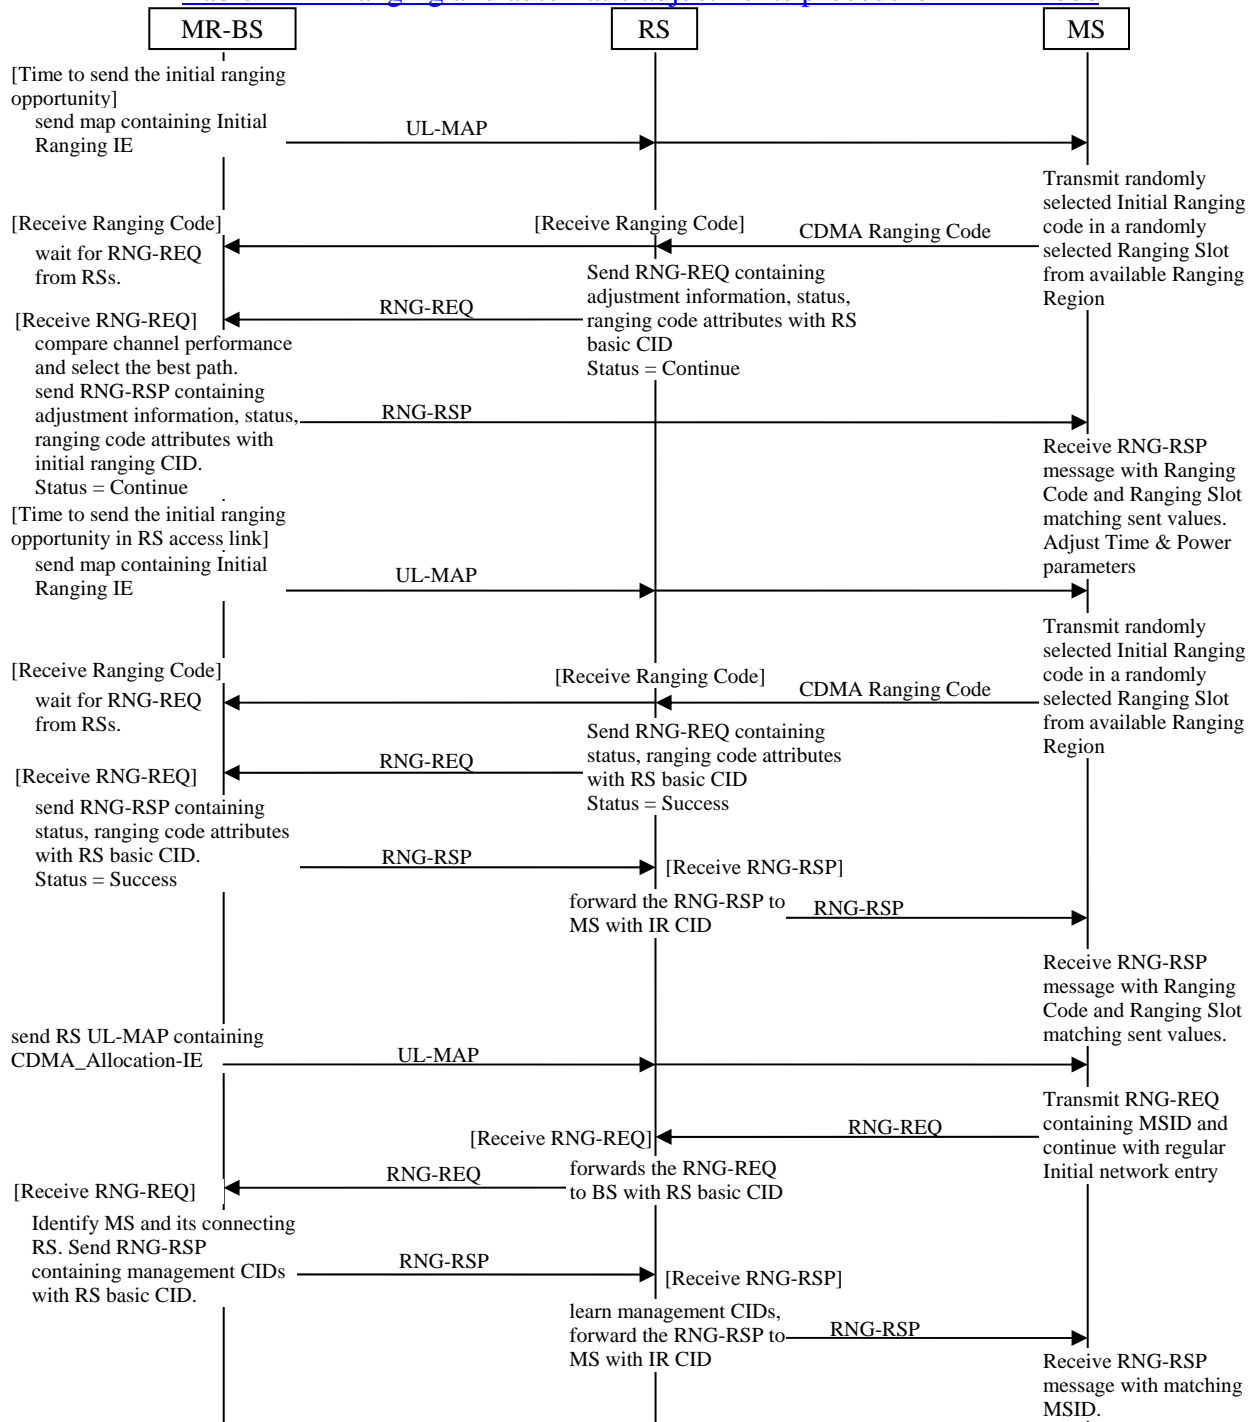 MR-BS
RS
MS
[Time to send the initial ranging
opportunity]
send map containing Initial
Ranging IE
UL-MAP
Transmit randomly
selected Initial Ranging
code in a randomly
selected Ranging Slot
from available Ranging
Region
[Receive Ranging Code]
wait for RNG-REQ
from RSs.
[Receive Ranging Code]
CDMA Ranging Code
Send RNG-REQ containing
adjustment information, status,
ranging code attributes with RS
basic CID
Status = Continue
RNG-REQ
[Receive RNG-REQ]
compare channel performance
and select the best path.
send RNG-RSP containing
adjustment information, status,
ranging code attributes with
initial ranging CID.
Status = Continue
RNG-RSP
Receive RNG-RSP
message with Ranging
Code and Ranging Slot
matching sent values.
Adjust Time & Power
parameters
[Time to send the initial ranging
opportunity in RS access link]
send map containing Initial
Ranging IE
UL-MAP
Transmit randomly
selected Initial Ranging
code in a randomly
selected Ranging Slot
from available Ranging
Region
[Receive Ranging Code]
wait for RNG-REQ
from RSs.
[Receive Ranging Code]
CDMA Ranging Code
Send RNG-REQ containing
status, ranging code attributes
with RS basic CID
Status = Success
RNG-REQ
[Receive RNG-REQ]
send RNG-RSP containing
status, ranging code attributes
with RS basic CID.
Status = Success
RNG-RSP
[Receive RNG-RSP]
forward the RNG-RSP to
MS with IR CID
RNG-RSP
Receive RNG-RSP
message with Ranging
Code and Ranging Slot
matching sent values.
send RS UL-MAP containing
CDMA_Allocation-IE
UL-MAP
Transmit RNG-REQ
containing MSID and
continue with regular
Initial network entry
RNG-REQ
[Receive RNG-REQ]
forwards the RNG-REQ
to BS with RS basic CID
RNG-REQ
[Receive RNG-REQ]
Identify MS and its connecting
RS. Send RNG-RSP
containing management CIDs
with RS basic CID.
RNG-RSP
[Receive RNG-RSP]
learn management CIDs,
forward the RNG-RSP to
MS with IR CID
RNG-RSP
Receive RNG-RSP
message with matching
MSID.